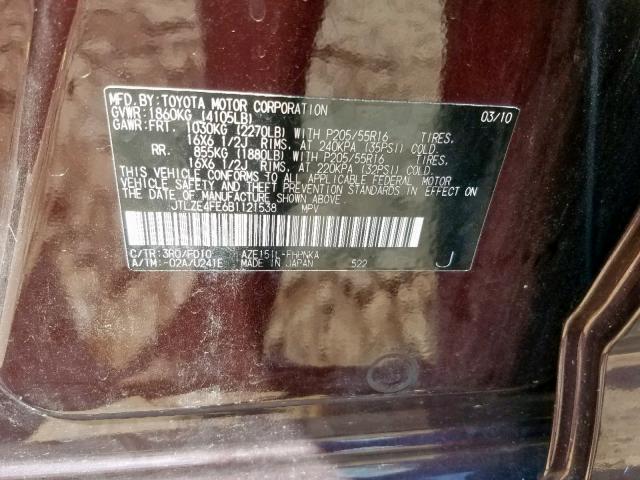 MFD. BY: TOYOTA MOTOR CORPORATION 03/10
GVWR: 1860KG (4105LB)
GAWR: FRT. 1030KG (2270LB) WITH P205/55R16 TIRES,
16X6 1/2J RIMS, AT 240KPA (35PSI) COLD.
RR. 855KG (1880LB) WITH P205/55R16 TIRES,
16X6 1/2J RIMS, AT 220KPA (32PSI) COLD.
THIS VEHICLE CONFORMS TO ALL APPLICABLE FEDERAL MOTOR
VEHICLE SAFETY AND THEFT PREVENTION STANDARDS IN EFFECT ON
THE DATE OF MANUFACTURE SHOWN ABOVE.
JTLZE4FE6B1121538 MPV
C/TR: 3R0/FD10 AZE151L-FHPNKA
A/TM: -02A/U241E MADE IN JAPAN 522 J